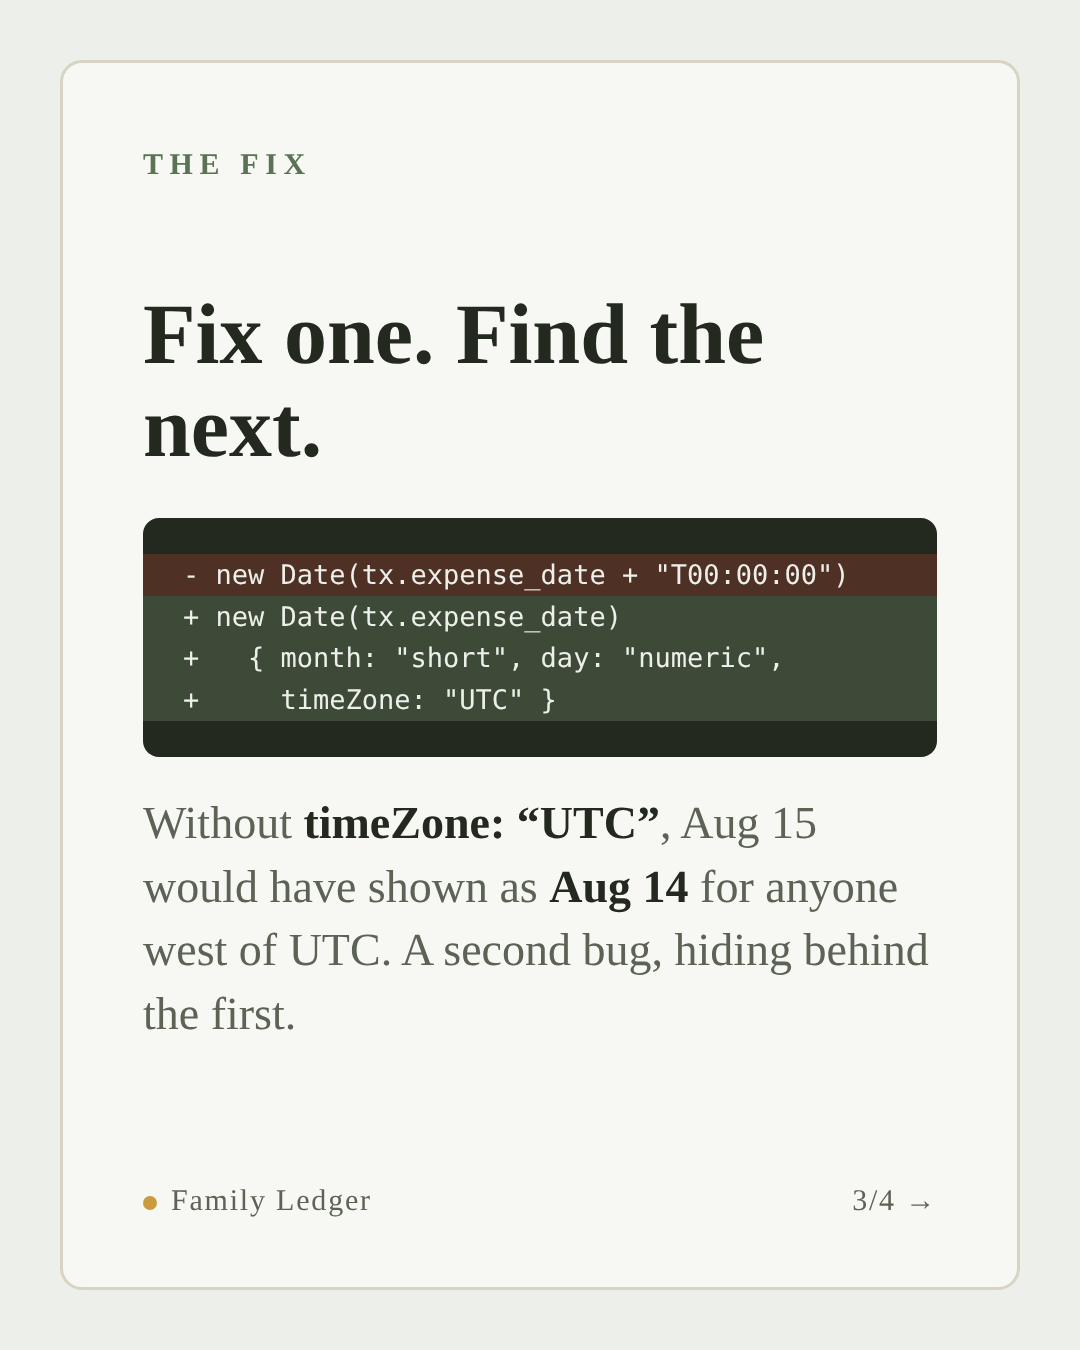 THE FIX
Fix one. Find the
next.
- new Date(tx.expense_date + "T00:00:00")
+ new Date(tx.expense_date)
+   { month: "short", day: "numeric",
+     timeZone: "UTC" }
Without timeZone: “UTC”, Aug 15
would have shown as Aug 14 for anyone
west of UTC. A second bug, hiding behind
the first.
Family Ledger
3/4 →